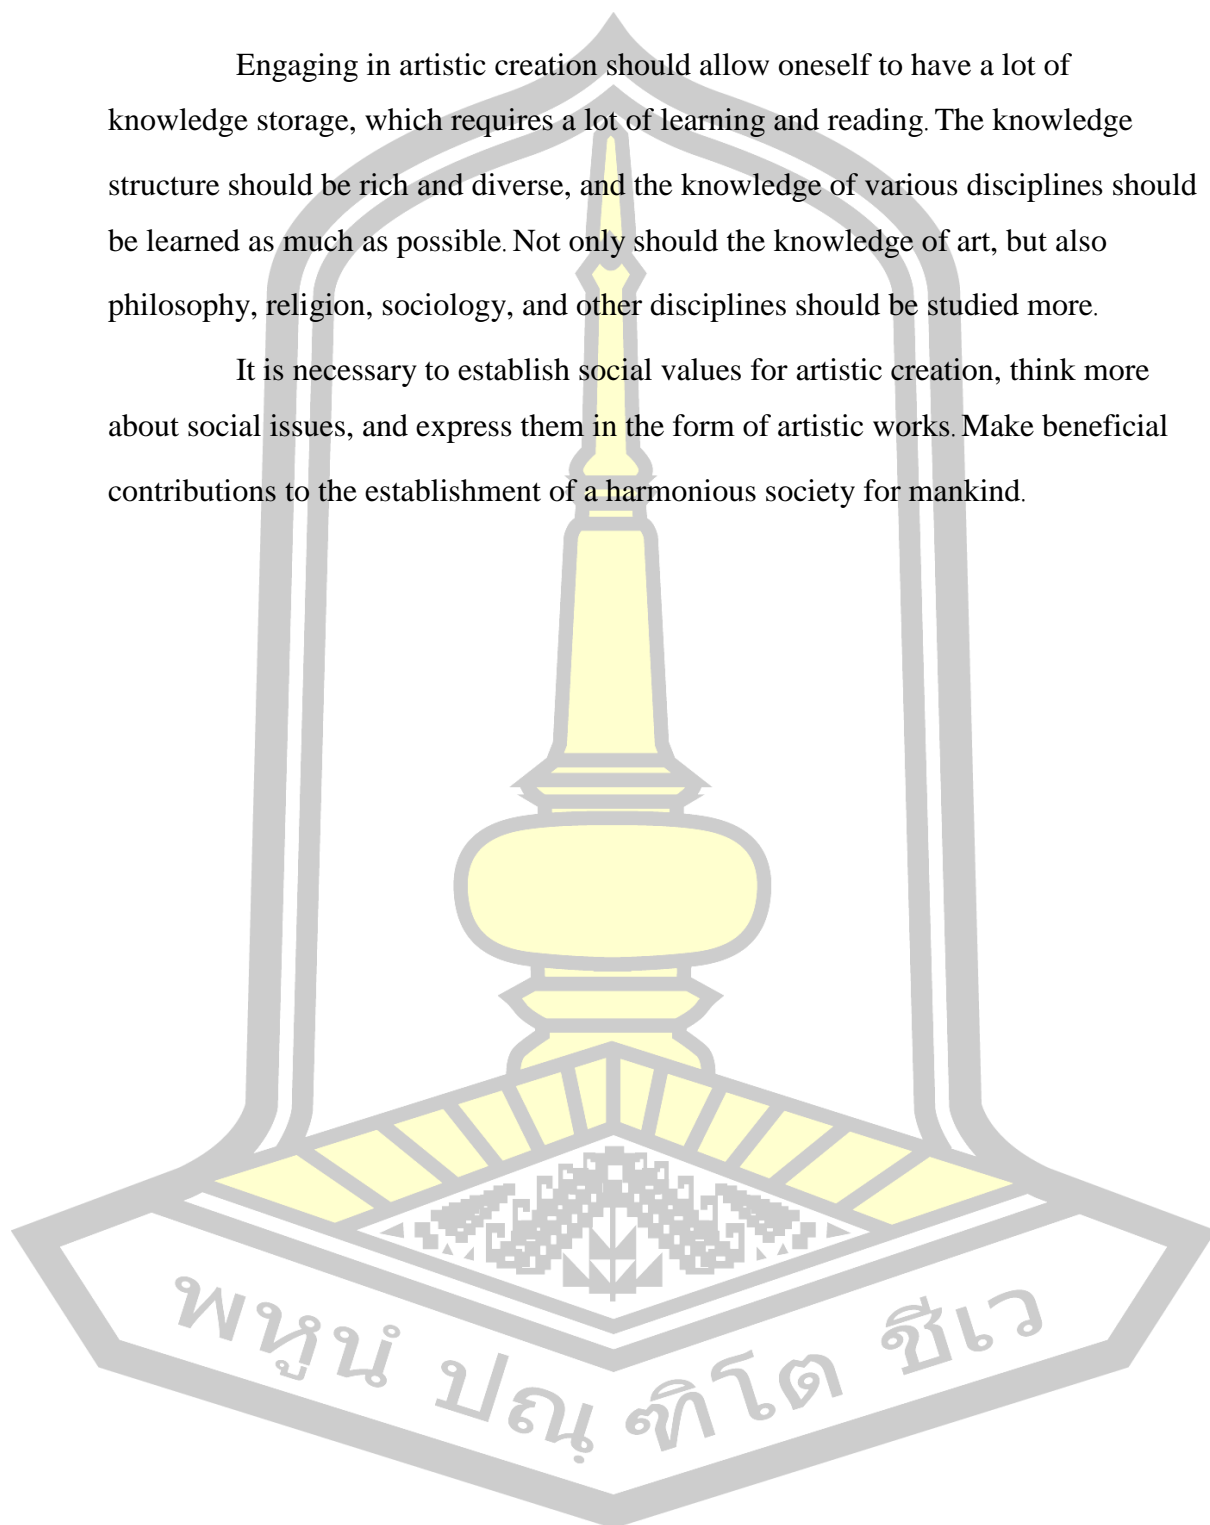 Engaging in artistic creation should allow oneself to have a lot of
knowledge storage, which requires a lot of learning and reading. The knowledge
structure should be rich and diverse, and the knowledge of various disciplines should
be learned as much as possible. Not only should the knowledge of art, but also
philosophy, religion, sociology, and other disciplines should be studied more.
It is necessary to establish social values for artistic creation, think more
about social issues, and express them in the form of artistic works. Make beneficial
contributions to the establishment of a harmonious society for mankind.
พหูนํ ปณฺ ฑิโต ชีเว